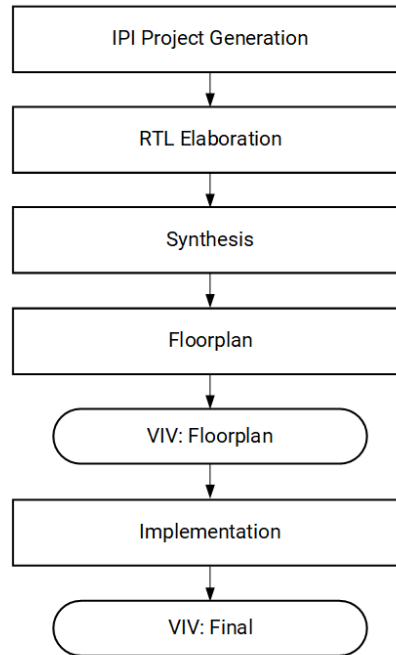 IPI Project Generation
RTL Elaboration
Synthesis
Floorplan
VIV: Floorplan
Implementation
VIV: Final